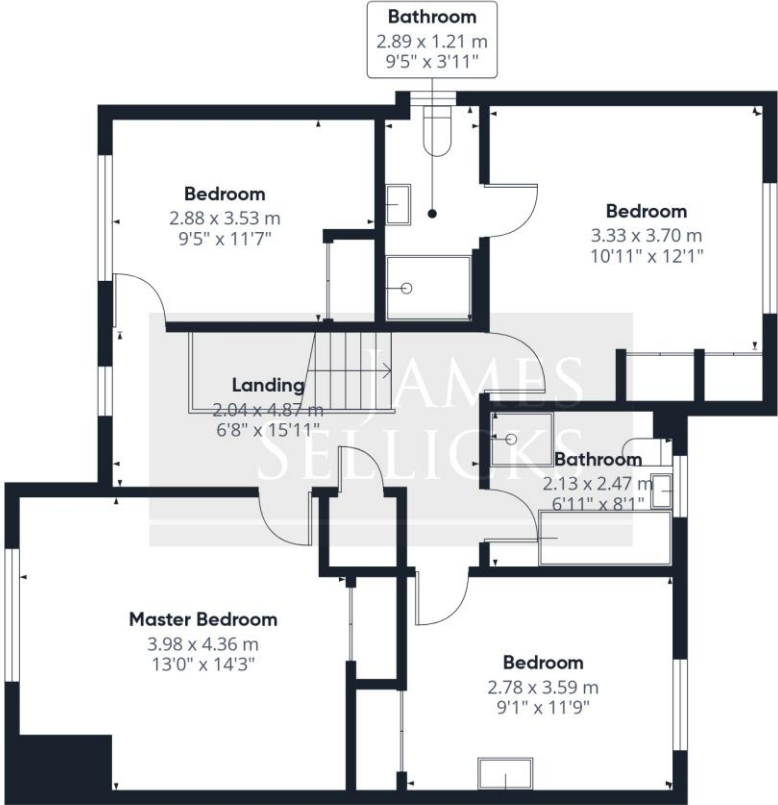 Bathroom
2.89 x 1.21 m
9'5" x 3'11"
Bedroom
2.88 x 3.53 m
9'5" x 11'7"
Bedroom
3.33 x 3.70 m
10'11" x 12'1"
Landing
2.04 x 4.87 m
6'8" x 15'11"
JAMES
SELLICKS
Bathroom
2.13 x 2.47 m
6'11" x 8'1"
Master Bedroom
3.98 x 4.36 m
13'0" x 14'3"
Bedroom
2.78 x 3.59 m
9'1" x 11'9"